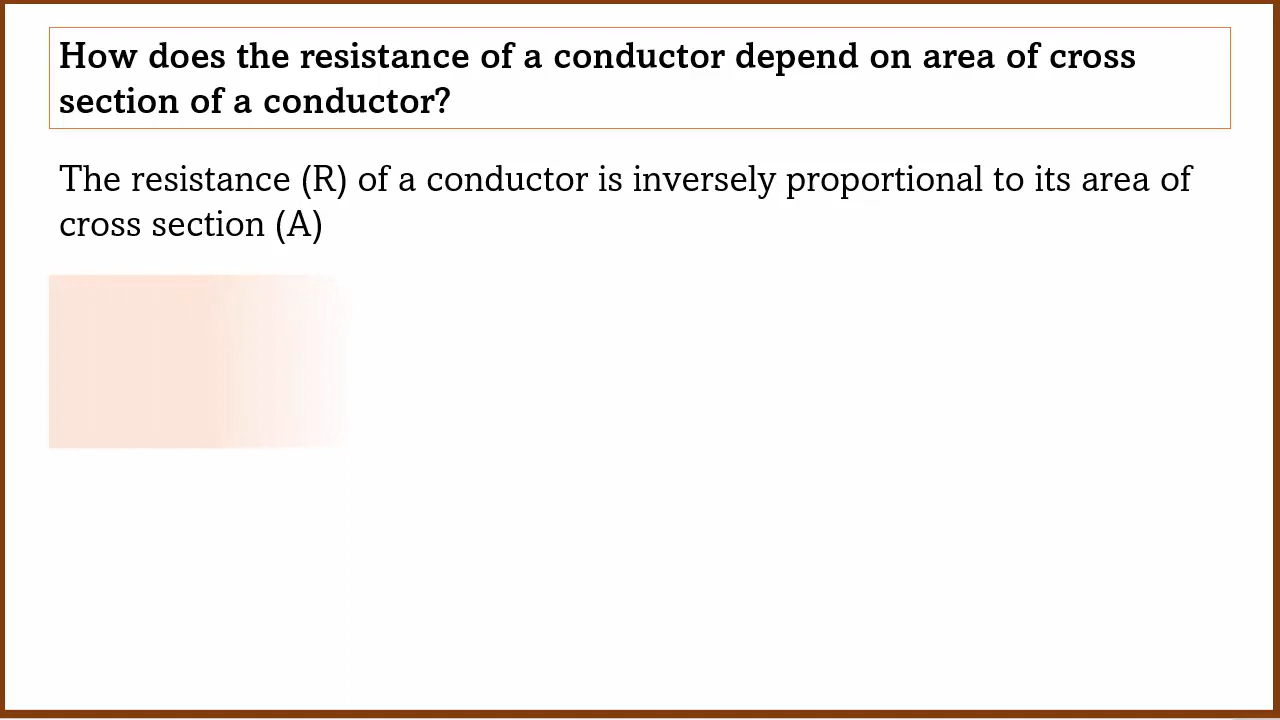 How does the resistance of a conductor depend on area of cross
section of a conductor?
The resistance (R) of a conductor is inversely proportional to its area of
cross section (A)